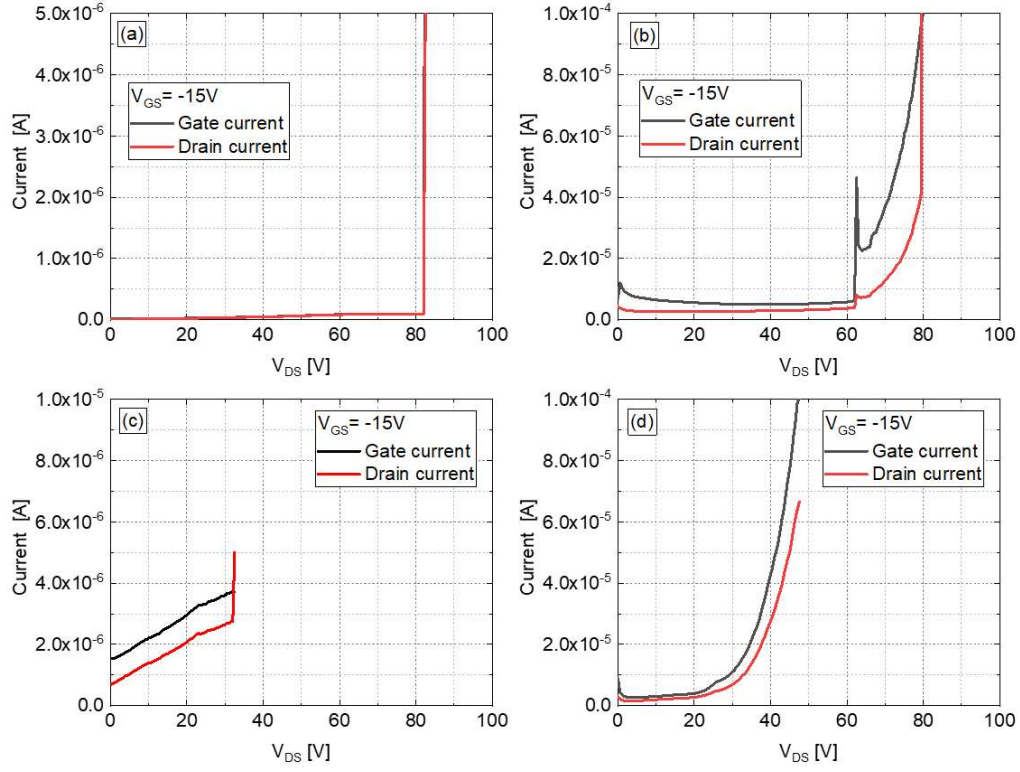 (a)
V_GS= -15V
Gate current
Drain current
5.0x10⁻⁶
4.0x10⁻⁶
3.0x10⁻⁶
2.0x10⁻⁶
1.0x10⁻⁶
0.0
Current [A]
0 20 40 60 80 100
V_DS [V]
(b)
V_GS= -15V
Gate current
Drain current
1.0x10⁻⁴
8.0x10⁻⁵
6.0x10⁻⁵
4.0x10⁻⁵
2.0x10⁻⁵
0.0
Current [A]
0 20 40 60 80 100
V_DS [V]
(c)
V_GS= -15V
Gate current
Drain current
1.0x10⁻⁵
8.0x10⁻⁶
6.0x10⁻⁶
4.0x10⁻⁶
2.0x10⁻⁶
0.0
Current [A]
0 20 40 60 80 100
V_DS [V]
(d)
V_GS= -15V
Gate current
Drain current
1.0x10⁻⁴
8.0x10⁻⁵
6.0x10⁻⁵
4.0x10⁻⁵
2.0x10⁻⁵
0.0
Current [A]
0 20 40 60 80 100
V_DS [V]